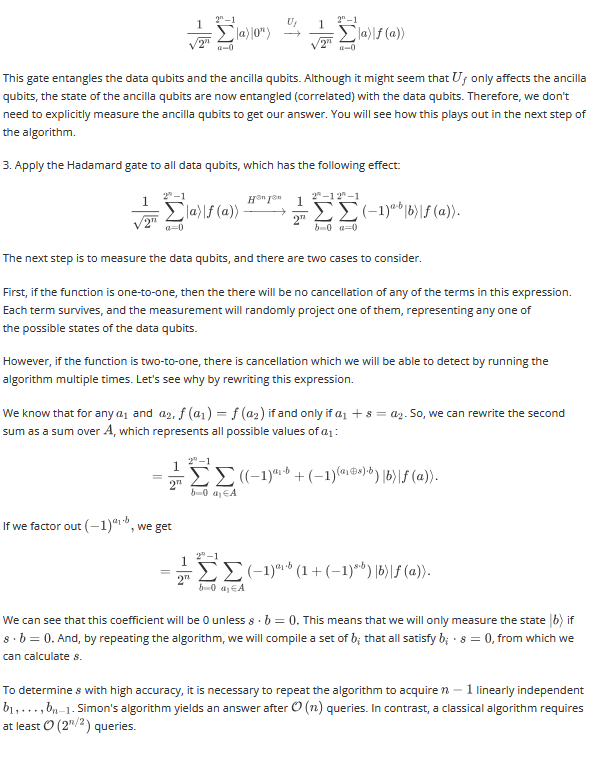 $\frac{1}{\sqrt{2^n}} \sum_{a=0}^{2^n-1} |a\rangle|0^n\rangle \xrightarrow{U_f} \frac{1}{\sqrt{2^n}} \sum_{a=0}^{2^n-1} |a\rangle|f(a)\rangle$
This gate entangles the data qubits and the ancilla qubits. Although it might seem that $U_f$ only affects the ancilla
qubits, the state of the ancilla qubits are now entangled (correlated) with the data qubits. Therefore, we don't
need to explicitly measure the ancilla qubits to get our answer. You will see how this plays out in the next step of
the algorithm.
3. Apply the Hadamard gate to all data qubits, which has the following effect:
$\frac{1}{\sqrt{2^n}} \sum_{a=0}^{2^n-1} |a\rangle|f(a)\rangle \xrightarrow{H^{\otimes n} I^{\otimes n}} \frac{1}{2^n} \sum_{b=0}^{2^n-1} \sum_{a=0}^{2^n-1} (-1)^{a \cdot b} |b\rangle|f(a)\rangle.$
The next step is to measure the data qubits, and there are two cases to consider.
First, if the function is one-to-one, then the there will be no cancellation of any of the terms in this expression.
Each term survives, and the measurement will randomly project one of them, representing any one of
the possible states of the data qubits.
However, if the function is two-to-one, there is cancellation which we will be able to detect by running the
algorithm multiple times. Let's see why by rewriting this expression.
We know that for any $a_1$ and $a_2$, $f(a_1) = f(a_2)$ if and only if $a_1 + s = a_2$. So, we can rewrite the second
sum as a sum over $A$, which represents all possible values of $a_1$:
$= \frac{1}{2^n} \sum_{b=0}^{2^n-1} \sum_{a_1 \in A} ((-1)^{a_1 \cdot b} + (-1)^{(a_1 \oplus s) \cdot b}) |b\rangle|f(a)\rangle.$
If we factor out $(-1)^{a_1 \cdot b}$, we get
$= \frac{1}{2^n} \sum_{b=0}^{2^n-1} \sum_{a_1 \in A} (-1)^{a_1 \cdot b} (1 + (-1)^{s \cdot b}) |b\rangle|f(a)\rangle.$
We can see that this coefficient will be 0 unless $s \cdot b = 0$. This means that we will only measure the state $|b\rangle$ if
$s \cdot b = 0$. And, by repeating the algorithm, we will compile a set of $b_i$ that all satisfy $b_i \cdot s = 0$, from which we
can calculate $s$.
To determine $s$ with high accuracy, it is necessary to repeat the algorithm to acquire $n - 1$ linearly independent
$b_1, \ldots, b_{n-1}$. Simon's algorithm yields an answer after $\mathcal{O}(n)$ queries. In contrast, a classical algorithm requires
at least $\mathcal{O}(2^{n/2})$ queries.